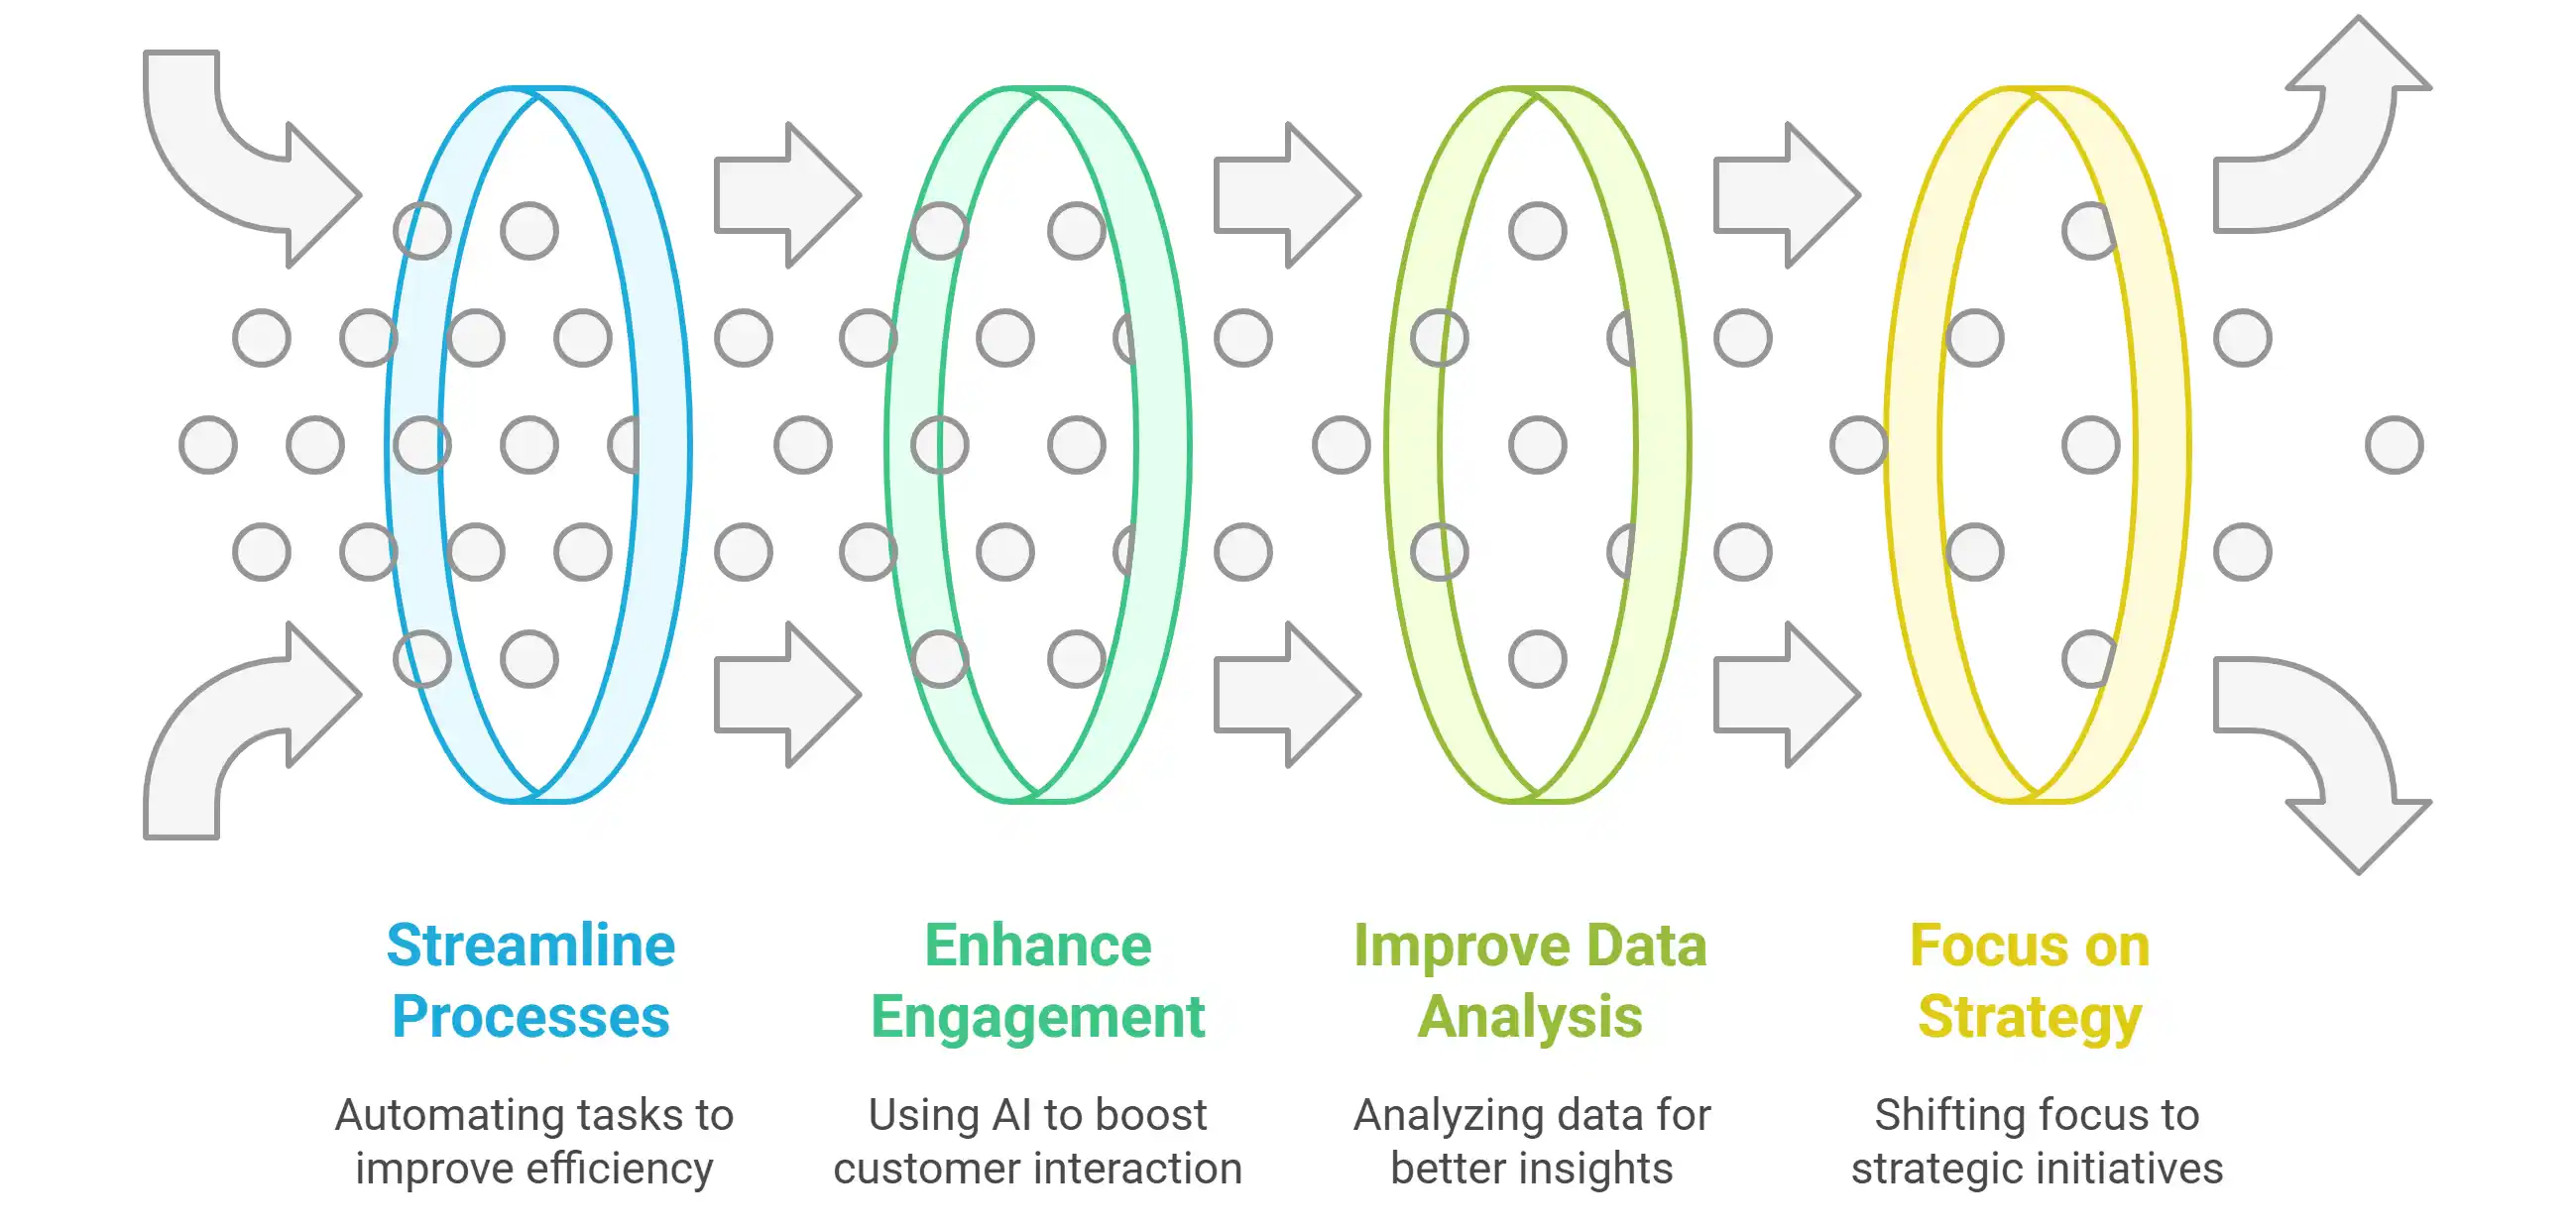 Streamline
Processes
Automating tasks to
improve efficiency
Enhance
Engagement
Using AI to boost
customer interaction
Improve Data
Analysis
Analyzing data for
better insights
Focus on
Strategy
Shifting focus to
strategic initiatives